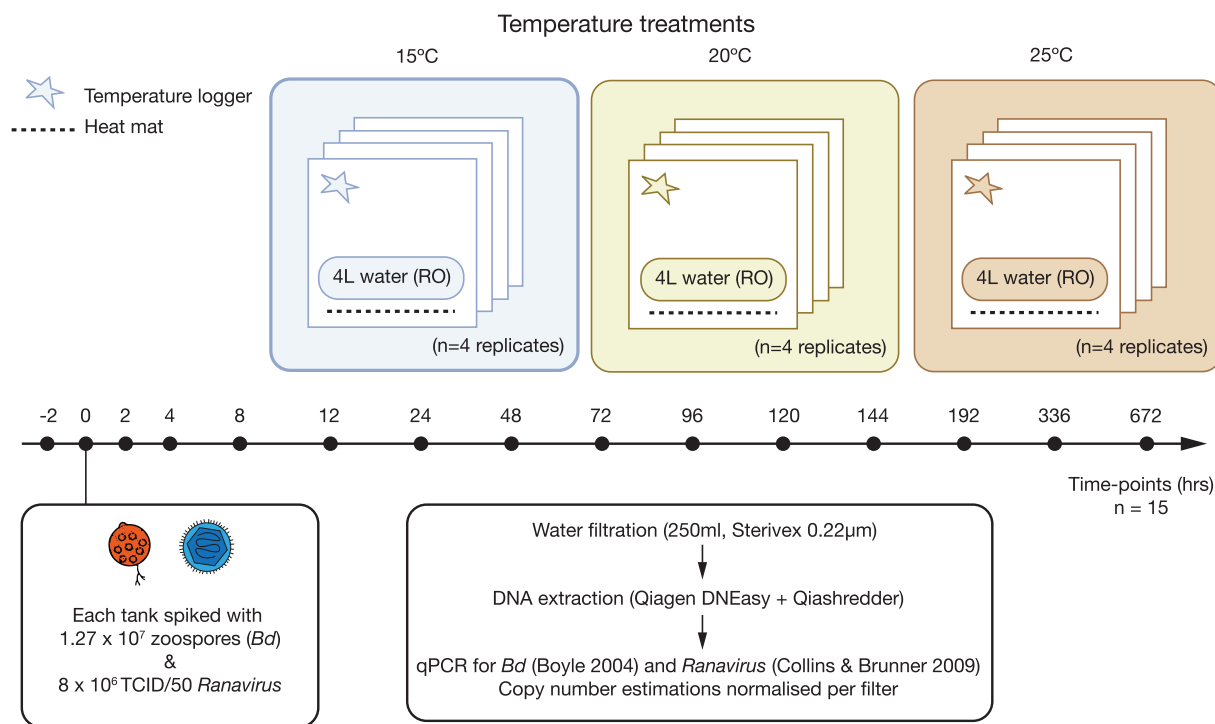 Temperature treatments
15ºC
20ºC
25ºC
Temperature logger
Heat mat
4L water (RO)
4L water (RO)
4L water (RO)
(n=4 replicates)
(n=4 replicates)
(n=4 replicates)
-2 0 2 4 8 12 24 48 72 96 120 144 192 336 672
Time-points (hrs)
n = 15
Each tank spiked with
1.27 x 10⁷ zoospores (Bd)
&
8 x 10⁶ TCID/50 Ranavirus
Water filtration (250ml, Sterivex 0.22µm)
DNA extraction (Qiagen DNEasy + Qiashredder)
qPCR for Bd (Boyle 2004) and Ranavirus (Collins & Brunner 2009)
Copy number estimations normalised per filter